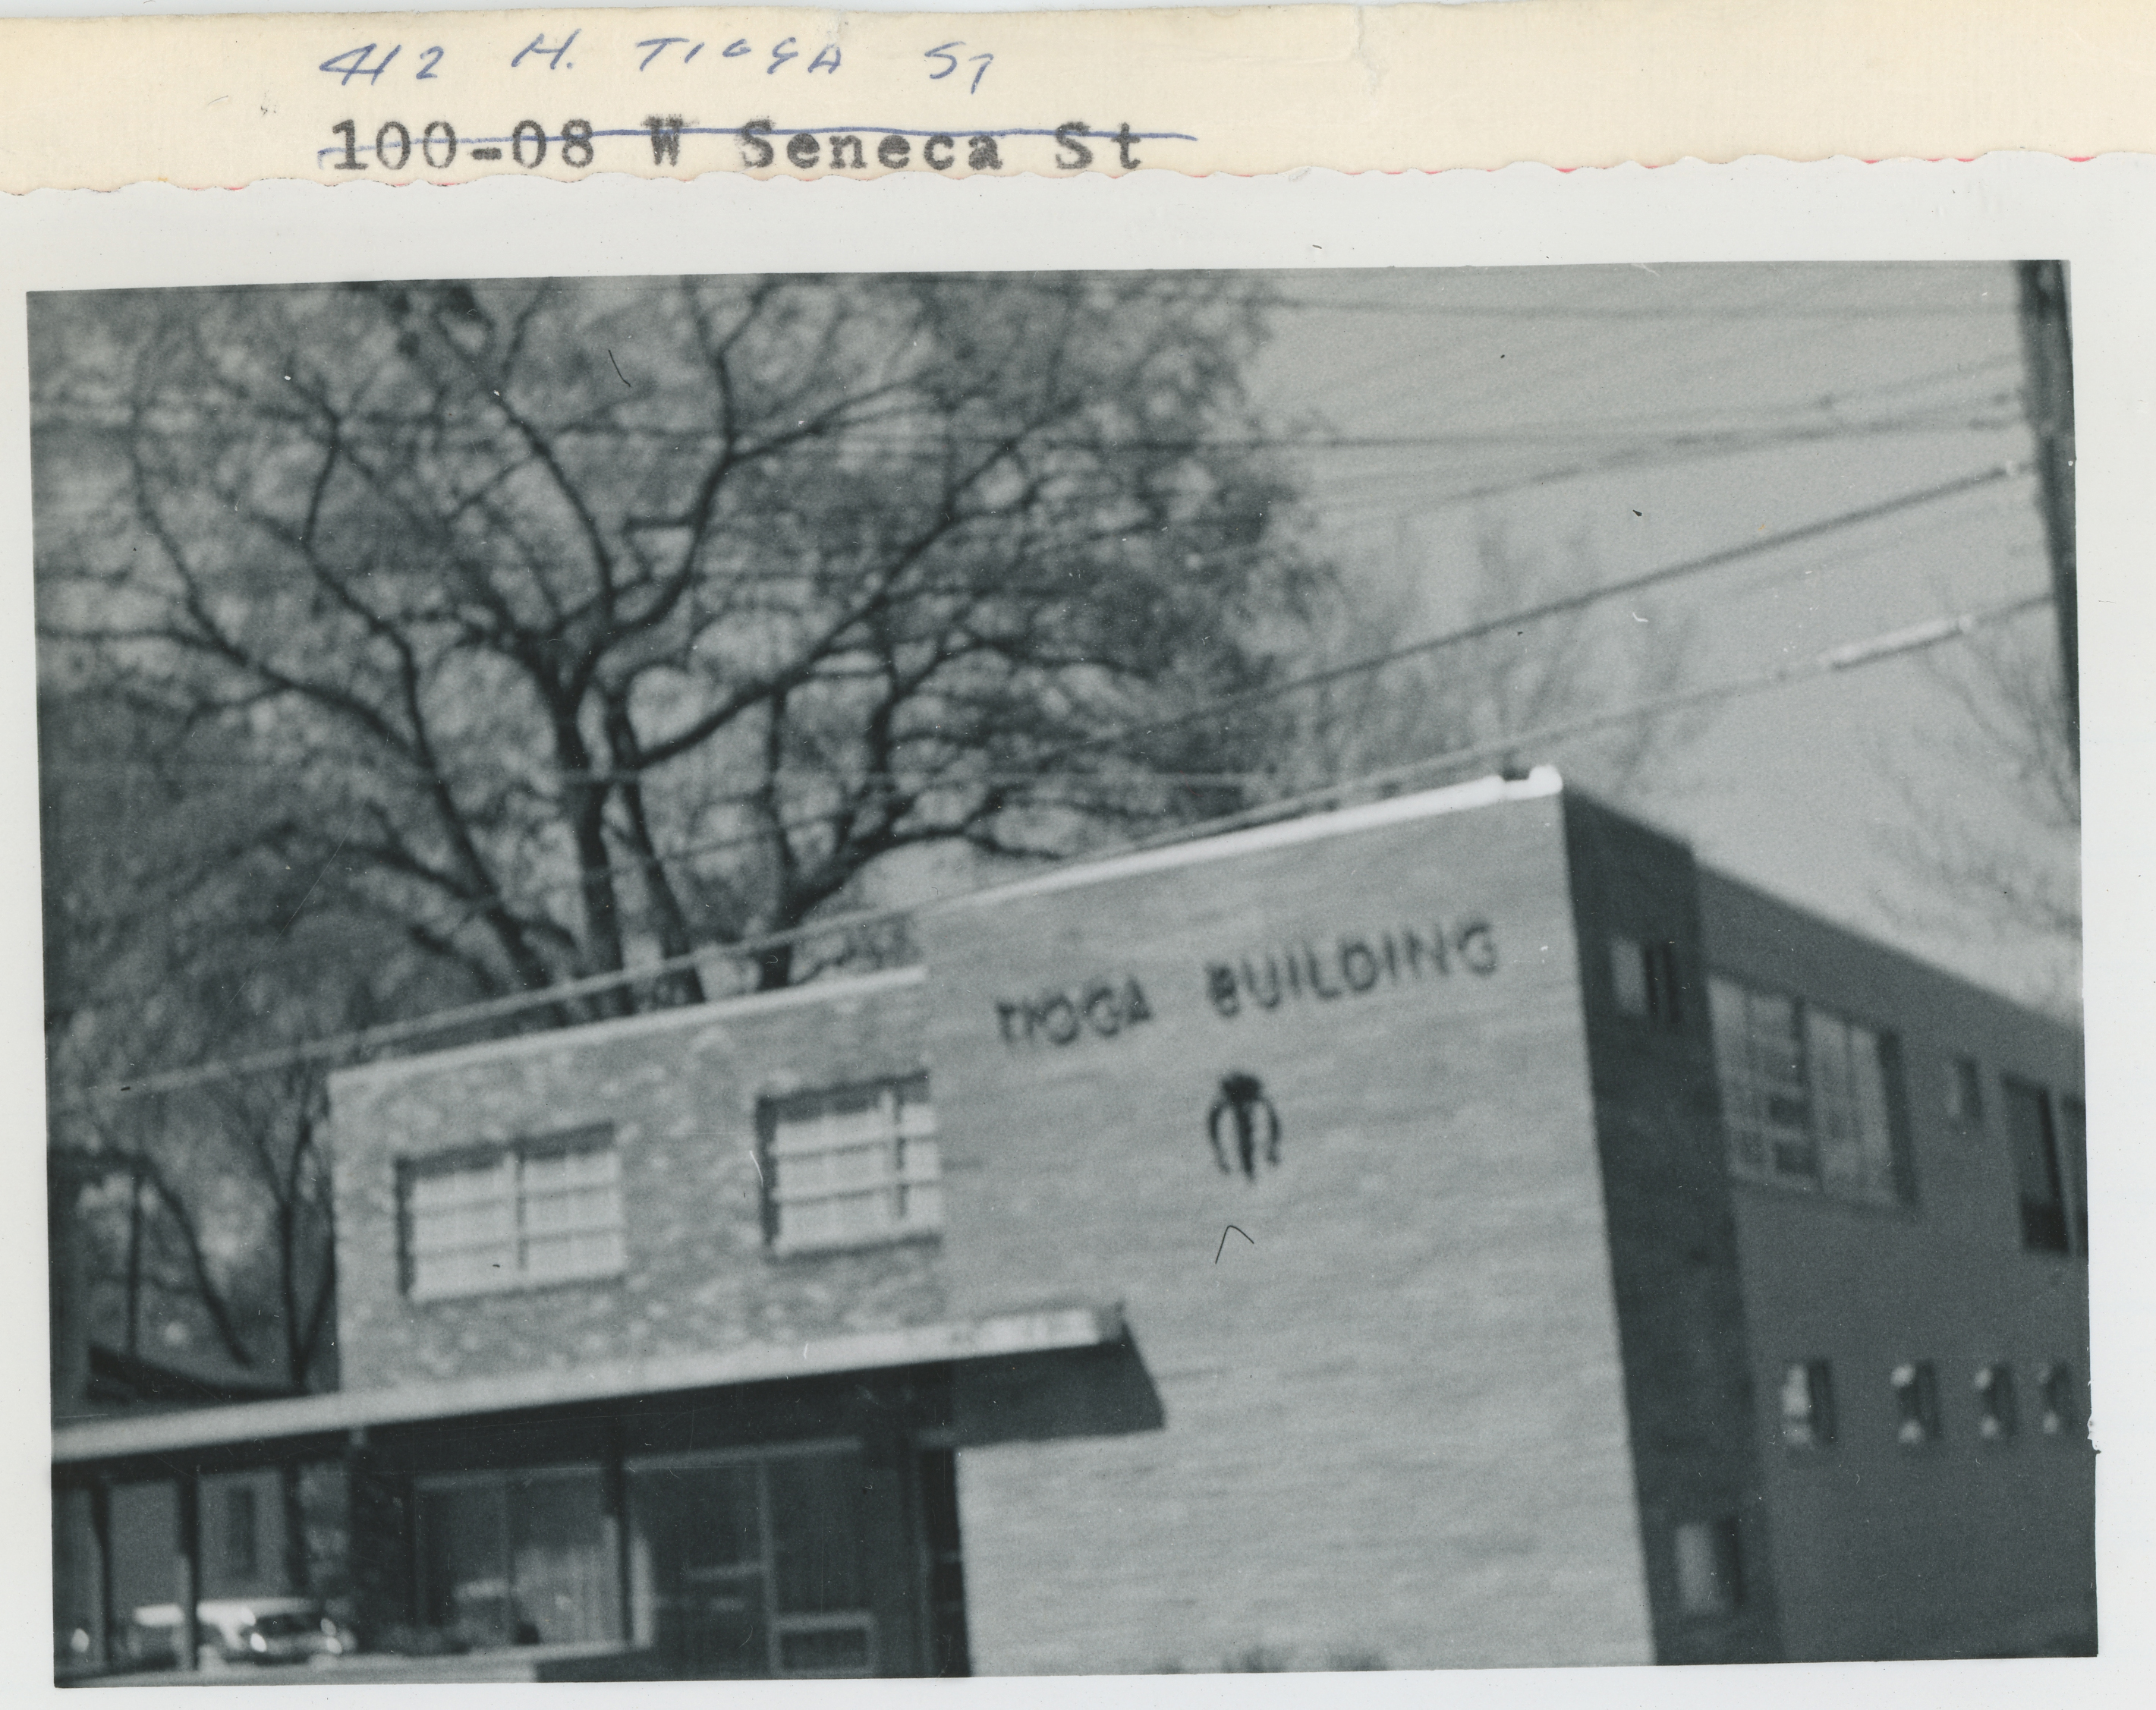 412 N. TIOGA ST
100-08 W Seneca St
TIOGA BUILDING